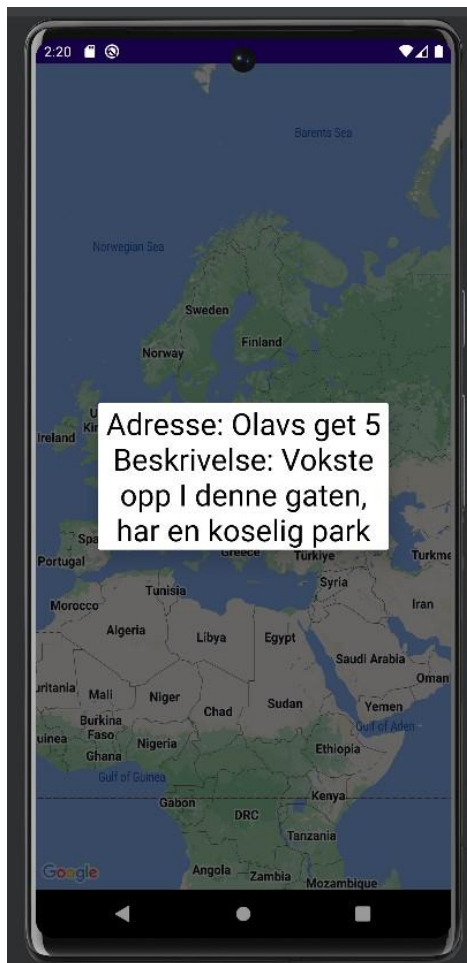 2:20
Barents Sea
Norwegian Sea
Sweden
Finland
Norway
Ireland
Adresse: Olavs get 5
Beskrivelse: Vokste
opp I denne gaten,
har en koselig park
Portugal
Greece
Türkiye
Turkme
Syria
Tunisia
Morocco
Iran
Algeria
Libya
Egypt
Saudi Arabia
Oman
uritania
Mali
Niger
Chad
Sudan
Yemen
Burkina
Faso
Gulf of Aden
uinea
Nigeria
Ethiopia
Ghana
Gulf of Guinea
Gabon
Kenya
DRC
Tanzania
Google
Angola
Zambia
Mozambique